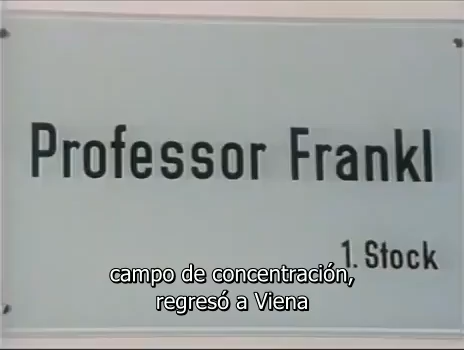 Professor Frankl
1. Stock
campo de concentración,
regresó a Viena